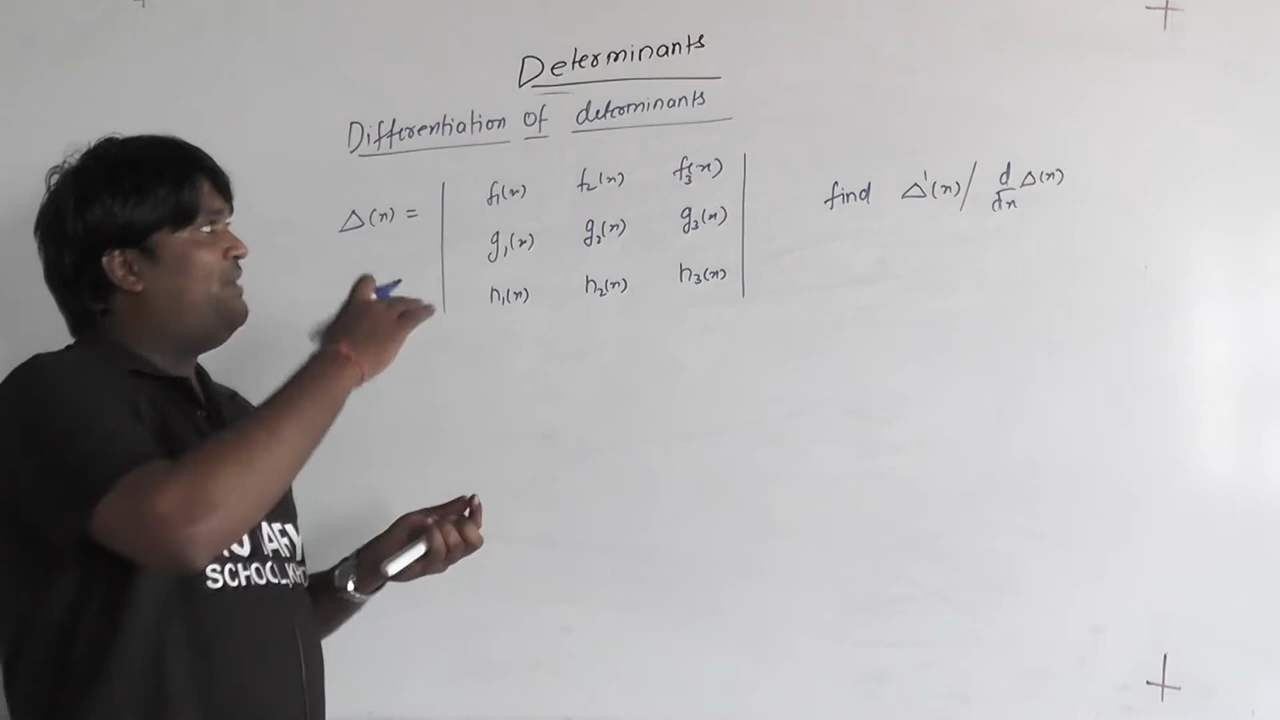 Determinants
Differentiation of determinants
Δ(x) = | f₁(x) f₂(x) f₃(x) |
g₁(x) g₂(x) g₃(x)
h₁(x) h₂(x) h₃(x)
find Δ'(x) / d/dx Δ(x)
SCHOOL,